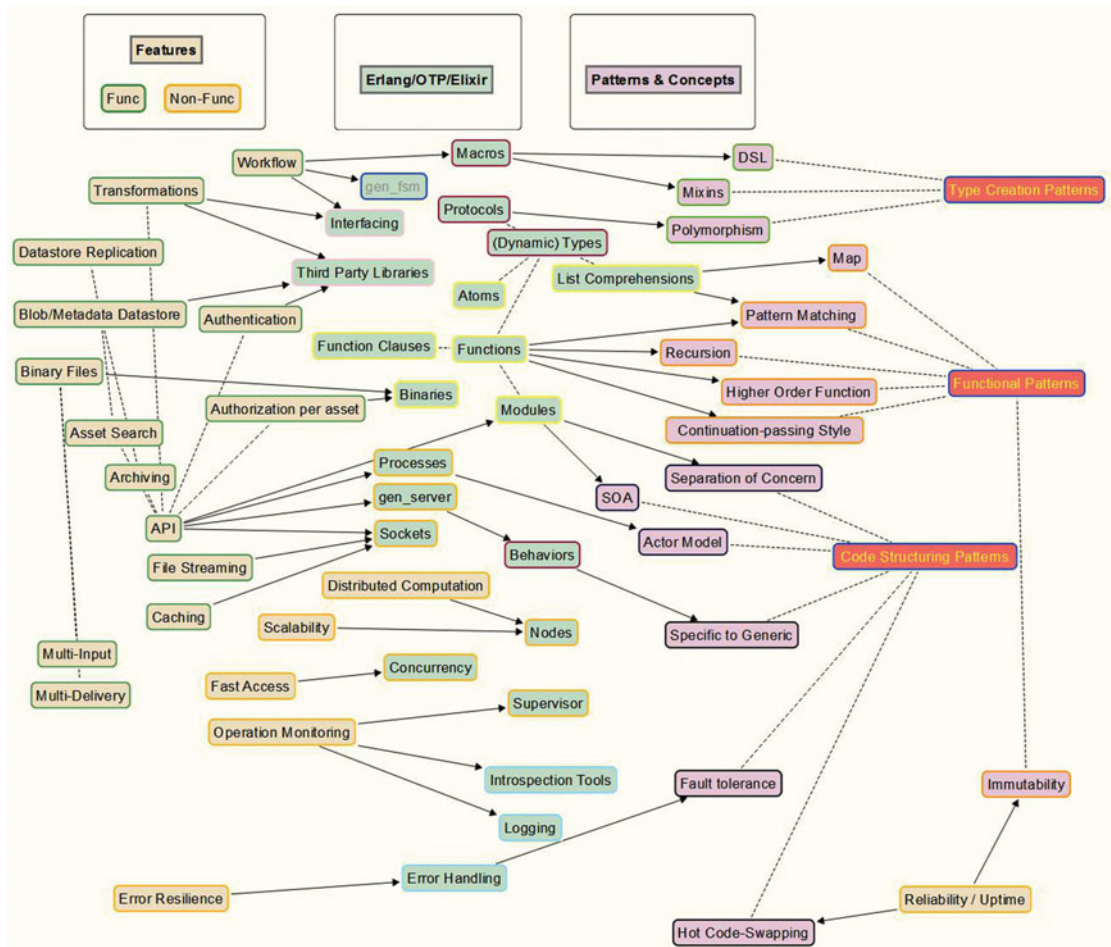 Features
Func
Non-Func
Erlang/OTP/Elixir
Patterns & Concepts
Workflow
Macros
DSL
Transformations
gen_fsm
Mixins
Type Creation Patterns
Protocols
Interfacing
Polymorphism
(Dynamic) Types
Datastore Replication
Third Party Libraries
List Comprehensions
Map
Atoms
Blob/Metadata Datastore
Authentication
Pattern Matching
Function Clauses
Functions
Recursion
Binary Files
Binaries
Higher Order Function
Functional Patterns
Authorization per asset
Modules
Asset Search
Continuation-passing Style
Processes
Archiving
Separation of Concern
gen_server
SOA
API
Sockets
Actor Model
Behaviors
Code Structuring Patterns
File Streaming
Distributed Computation
Caching
Scalability
Nodes
Specific to Generic
Multi-Input
Concurrency
Fast Access
Multi-Delivery
Supervisor
Operation Monitoring
Introspection Tools
Fault tolerance
Immutability
Logging
Error Handling
Error Resilience
Reliability / Uptime
Hot Code-Swapping